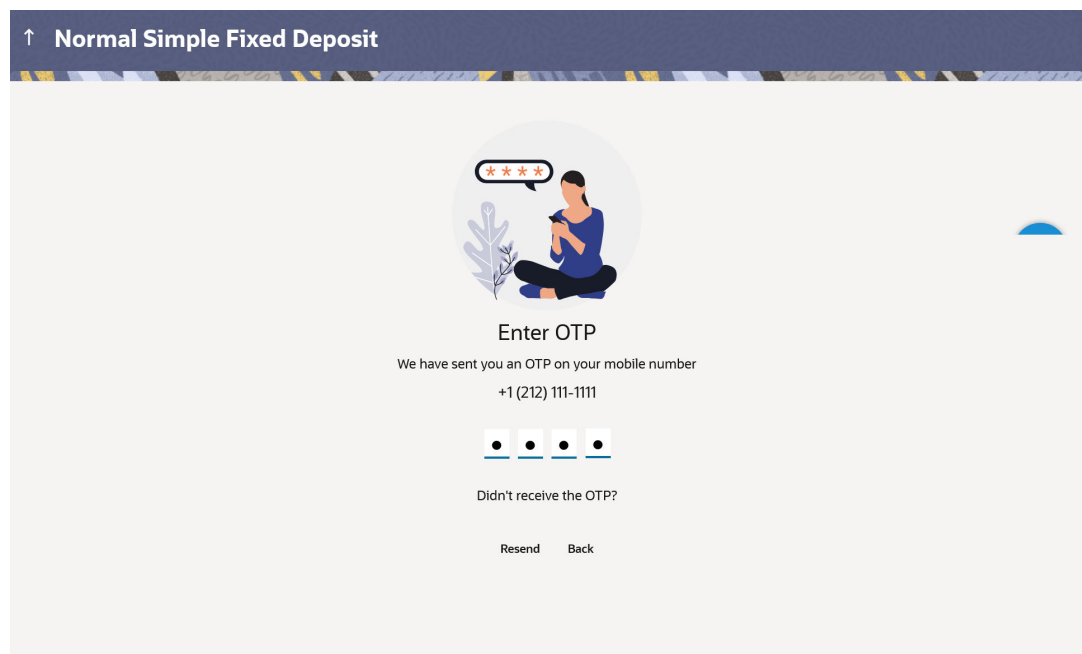 ↑ Normal Simple Fixed Deposit
* * * *
Enter OTP
We have sent you an OTP on your mobile number
+1 (212) 111-1111
● ● ● ●
Didn't receive the OTP?
Resend Back